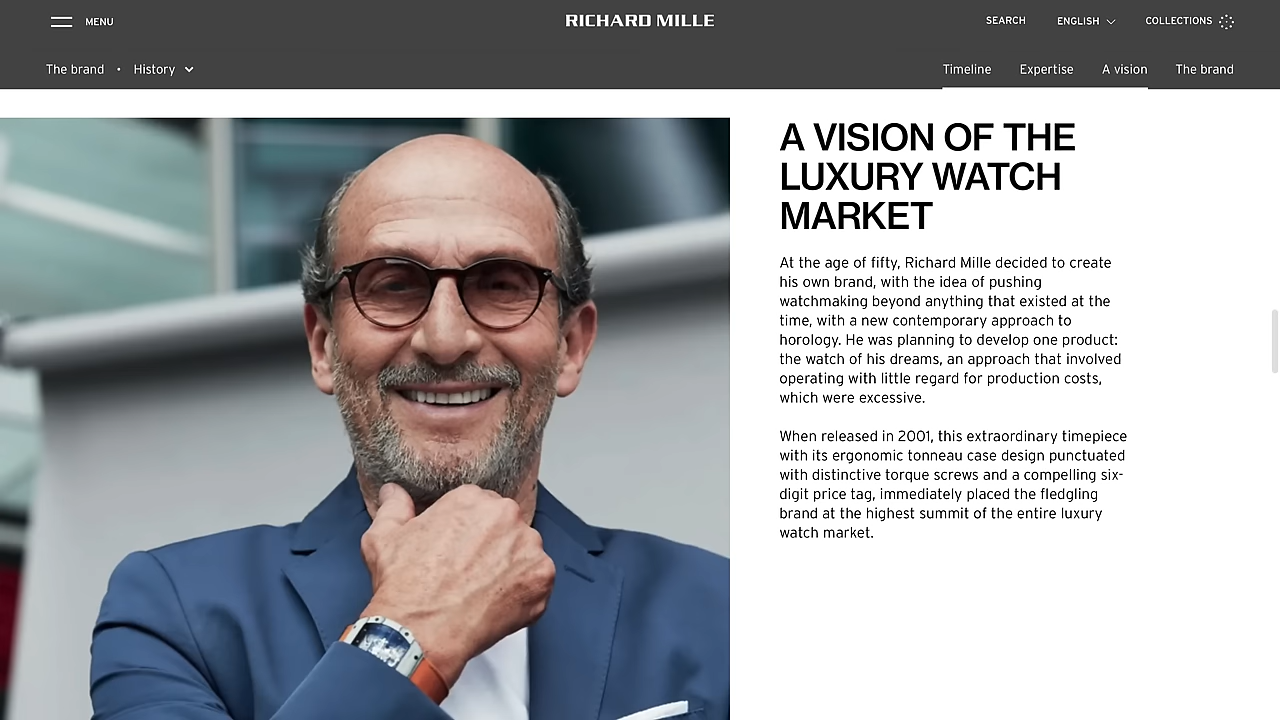 MENU
RICHARD MILLE
SEARCH
ENGLISH
COLLECTIONS
The brand • History
Timeline
Expertise
A vision
The brand
A VISION OF THE
LUXURY WATCH
MARKET
At the age of fifty, Richard Mille decided to create
his own brand, with the idea of pushing
watchmaking beyond anything that existed at the
time, with a new contemporary approach to
horology. He was planning to develop one product:
the watch of his dreams, an approach that involved
operating with little regard for production costs,
which were excessive.
When released in 2001, this extraordinary timepiece
with its ergonomic tonneau case design punctuated
with distinctive torque screws and a compelling six-
digit price tag, immediately placed the fledgling
brand at the highest summit of the entire luxury
watch market.